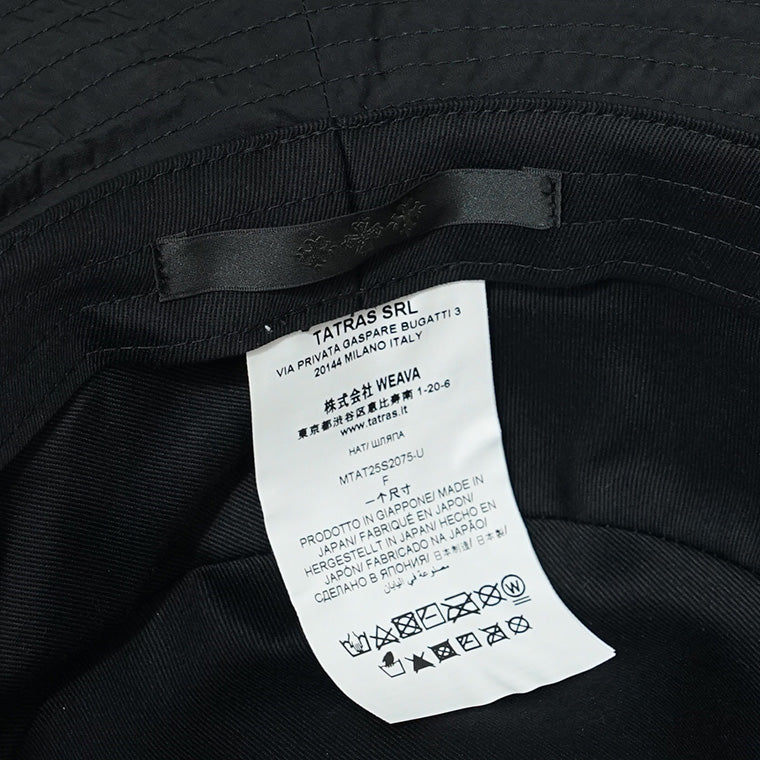 TATRAS SRL
VIA PRIVATA GASPARE BUGATTI 3
20144 MILANO ITALY
株式会社 WEAVA
東京都渋谷区恵比寿南 1-20-6
www.tatras.it
HAT/ ШЛЯПА
MTAT25S2075-U
F
一个尺寸
PRODOTTO IN GIAPPONE/ MADE IN
JAPAN/ FABRIQUÉ EN JAPON/
HERGESTELLT IN JAPAN/ HECHO EN
JAPÓN/ FABRICADO NA JAPÃO/
СДЕЛАНО В ЯПОНИИ/ 日本制造/ 日本製/
مصنوعة في اليابان
W